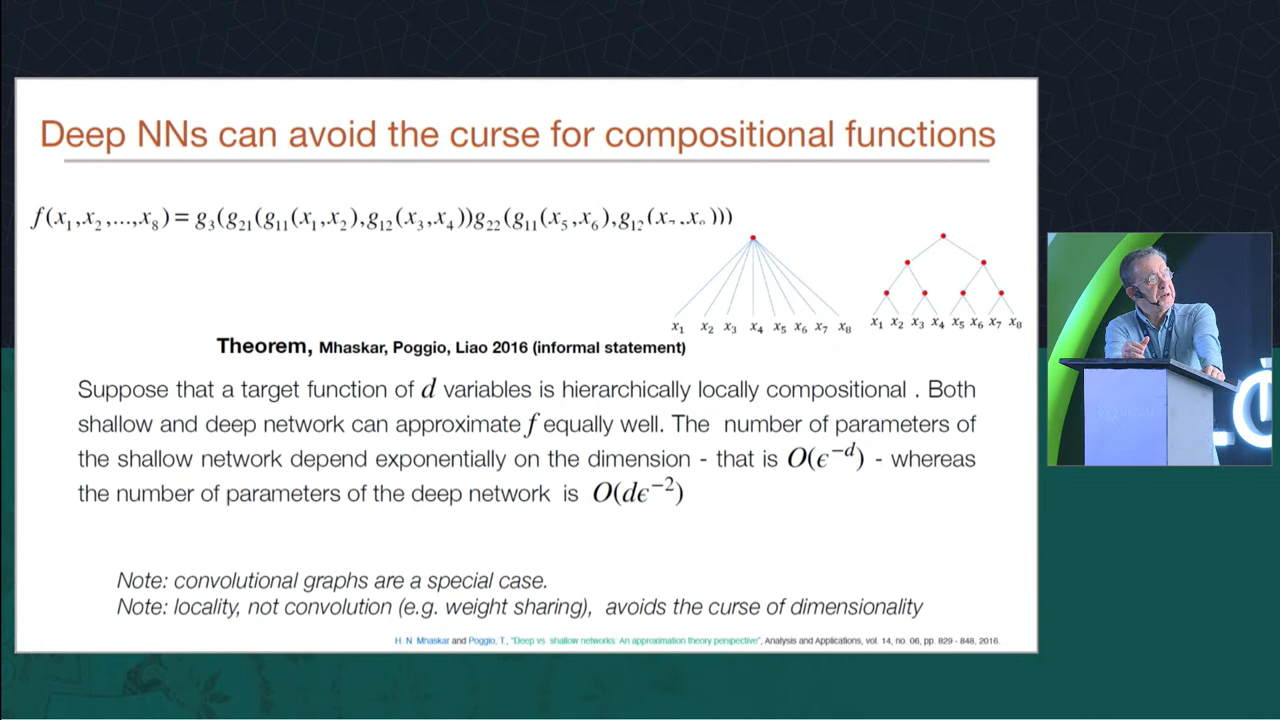 Deep NNs can avoid the curse for compositional functions
f(x₁,x₂,...,x₈) = g₃(g₂₁(g₁₁(x₁,x₂),g₁₂(x₃,x₄))g₂₂(g₁₁(x₅,x₆),g₁₂(x₇,x₈)))
x₁ x₂ x₃ x₄ x₅ x₆ x₇ x₈
x₁ x₂ x₃ x₄ x₅ x₆ x₇ x₈
Theorem, Mhaskar, Poggio, Liao 2016 (informal statement)
Suppose that a target function of d variables is hierarchically locally compositional . Both
shallow and deep network can approximate f equally well. The number of parameters of
the shallow network depend exponentially on the dimension - that is O(ϵ⁻ᵈ) - whereas
the number of parameters of the deep network is O(dϵ⁻²)
Note: convolutional graphs are a special case.
Note: locality, not convolution (e.g. weight sharing), avoids the curse of dimensionality
H. N. Mhaskar and Poggio, T., "Deep vs. shallow networks: An approximation theory perspective", Analysis and Applications, vol. 14, no. 06, pp. 829 - 848, 2016.